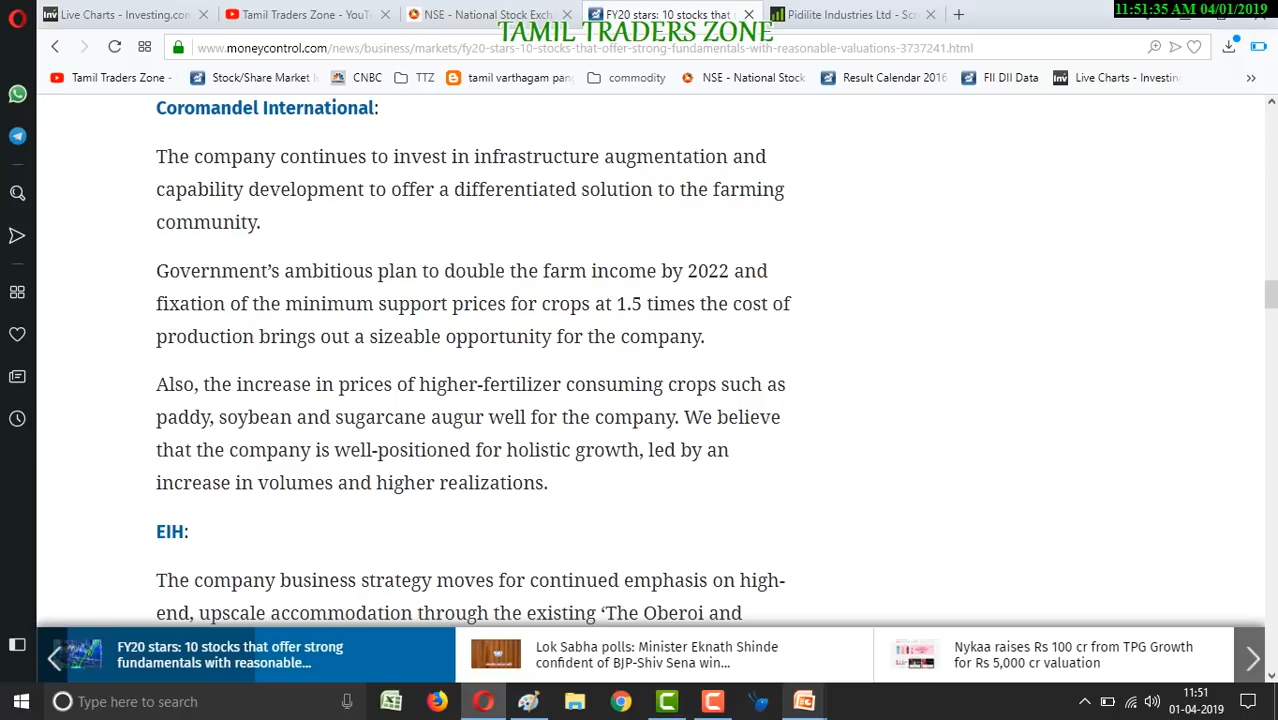 11:51:35 AM 04/01/2019
Live Charts - Investing.com
Tamil Traders Zone - YouT
NSE - National Stock Exch
FY20 stars: 10 stocks that
Pidilite Industries Ltd - Scr
TAMIL TRADERS ZONE
www.moneycontrol.com/news/business/markets/fy20-stars-10-stocks-that-offer-strong-fundamentals-with-reasonable-valuations-3737241.html
Tamil Traders Zone -
Stock/Share Market I
CNBC
TTZ
tamil varthagam pan
commodity
NSE - National Stock
Result Calendar 2016
FII DII Data
Live Charts - Investin
Coromandel International:
The company continues to invest in infrastructure augmentation and
capability development to offer a differentiated solution to the farming
community.
Government’s ambitious plan to double the farm income by 2022 and
fixation of the minimum support prices for crops at 1.5 times the cost of
production brings out a sizeable opportunity for the company.
Also, the increase in prices of higher-fertilizer consuming crops such as
paddy, soybean and sugarcane augur well for the company. We believe
that the company is well-positioned for holistic growth, led by an
increase in volumes and higher realizations.
EIH:
The company business strategy moves for continued emphasis on high-
end, upscale accommodation through the existing ‘The Oberoi and
FY20 stars: 10 stocks that offer strong
fundamentals with reasonable...
Lok Sabha polls: Minister Eknath Shinde
confident of BJP-Shiv Sena win...
Nykaa raises Rs 100 cr from TPG Growth
for Rs 5,000 cr valuation
Type here to search
11:51
01-04-2019